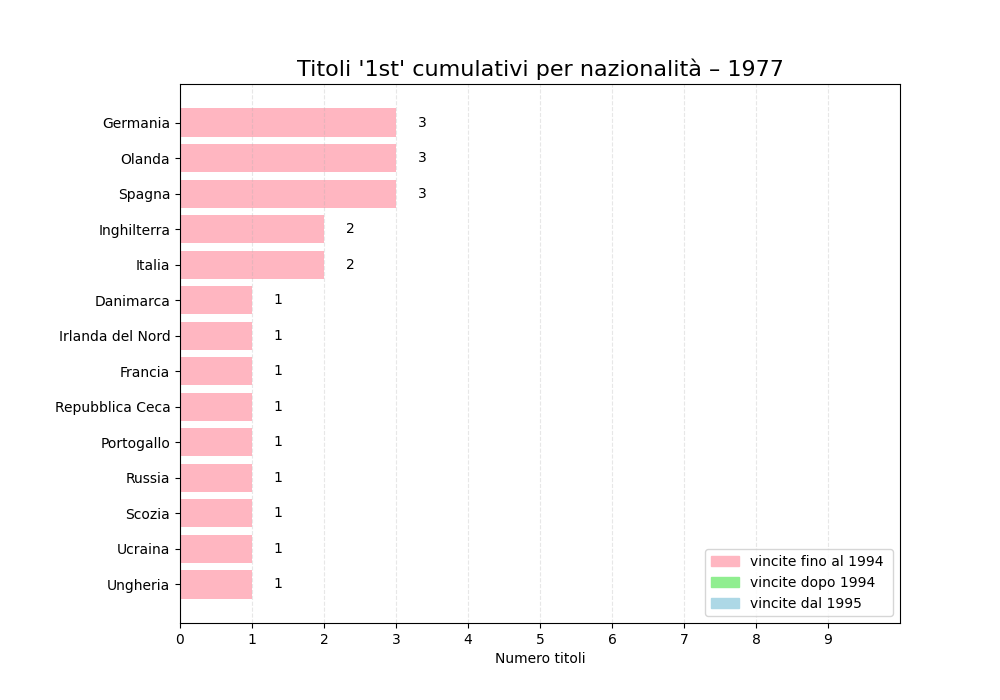 Titoli '1st' cumulativi per nazionalità – 1977
Germania 3
Olanda 3
Spagna 3
Inghilterra 2
Italia 2
Danimarca 1
Irlanda del Nord 1
Francia 1
Repubblica Ceca 1
Portogallo 1
Russia 1
Scozia 1
Ucraina 1
Ungheria 1
vincite fino al 1994
vincite dopo 1994
vincite dal 1995
0 1 2 3 4 5 6 7 8 9
Numero titoli